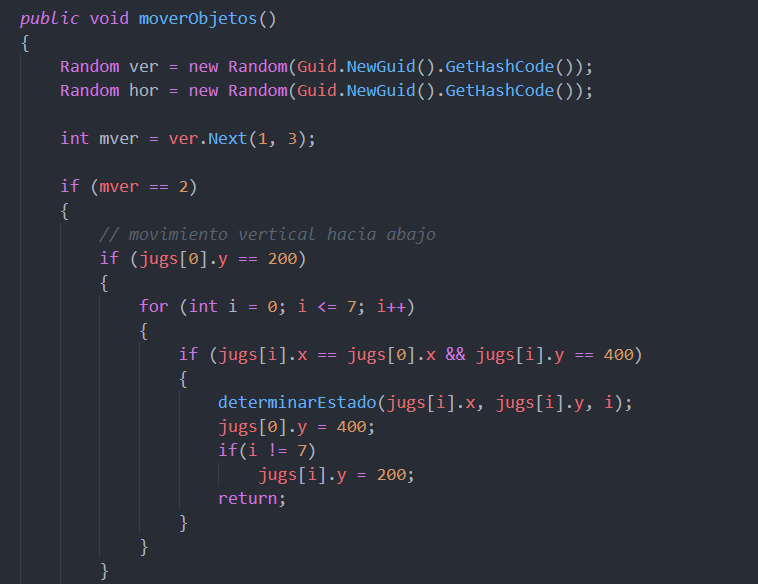 public void moverObjetos()
{
    Random ver = new Random(Guid.NewGuid().GetHashCode());
    Random hor = new Random(Guid.NewGuid().GetHashCode());

    int mver = ver.Next(1, 3);

    if (mver == 2)
    {
        // movimiento vertical hacia abajo
        if (jugs[0].y == 200)
        {
            for (int i = 0; i <= 7; i++)
            {
                if (jugs[i].x == jugs[0].x && jugs[i].y == 400)
                {
                    determinarEstado(jugs[i].x, jugs[i].y, i);
                    jugs[0].y = 400;
                    if(i != 7)
                        jugs[i].y = 200;
                    return;
                }
            }
        }